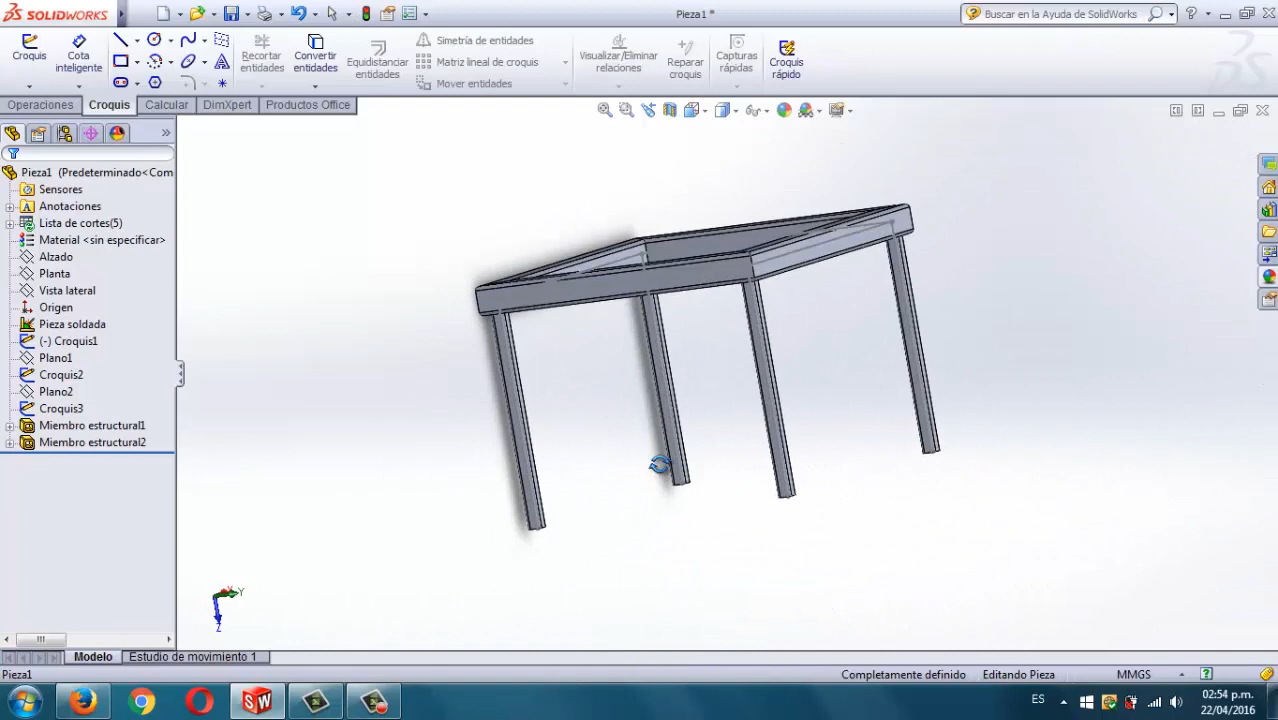 SOLIDWORKS
Pieza1 *
Buscar en la Ayuda de SolidWorks
Croquis
Cota inteligente
Recortar entidades
Convertir entidades
Equidistanciar entidades
Simetría de entidades
Matriz lineal de croquis
Mover entidades
Visualizar/Eliminar relaciones
Reparar croquis
Capturas rápidas
Croquis rápido
Operaciones
Croquis
Calcular
DimXpert
Productos Office
Pieza1 (Predeterminado<Com
Sensores
Anotaciones
Lista de cortes(5)
Material <sin especificar>
Alzado
Planta
Vista lateral
Origen
Pieza soldada
(-) Croquis1
Plano1
Croquis2
Plano2
Croquis3
Miembro estructural1
Miembro estructural2
Y
Z
Modelo
Estudio de movimiento 1
Pieza1
Completamente definido
Editando Pieza
MMGS
ES
02:54 p.m.
22/04/2016